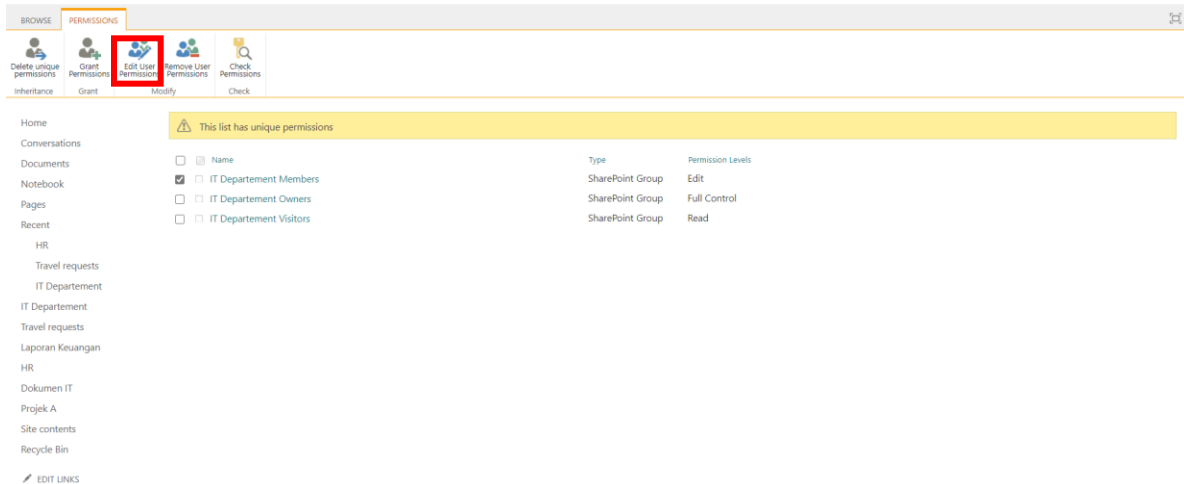 BROWSE PERMISSIONS
Delete unique permissions
Grant Permissions
Edit User Permissions
Remove User Permissions
Check Permissions
Inheritance Grant Modify Check
Home
Conversations
Documents
Notebook
Pages
Recent
HR
Travel requests
IT Departement
IT Departement
Travel requests
Laporan Keuangan
HR
Dokumen IT
Projek A
Site contents
Recycle Bin
EDIT LINKS
This list has unique permissions
Name Type Permission Levels
IT Departement Members SharePoint Group Edit
IT Departement Owners SharePoint Group Full Control
IT Departement Visitors SharePoint Group Read